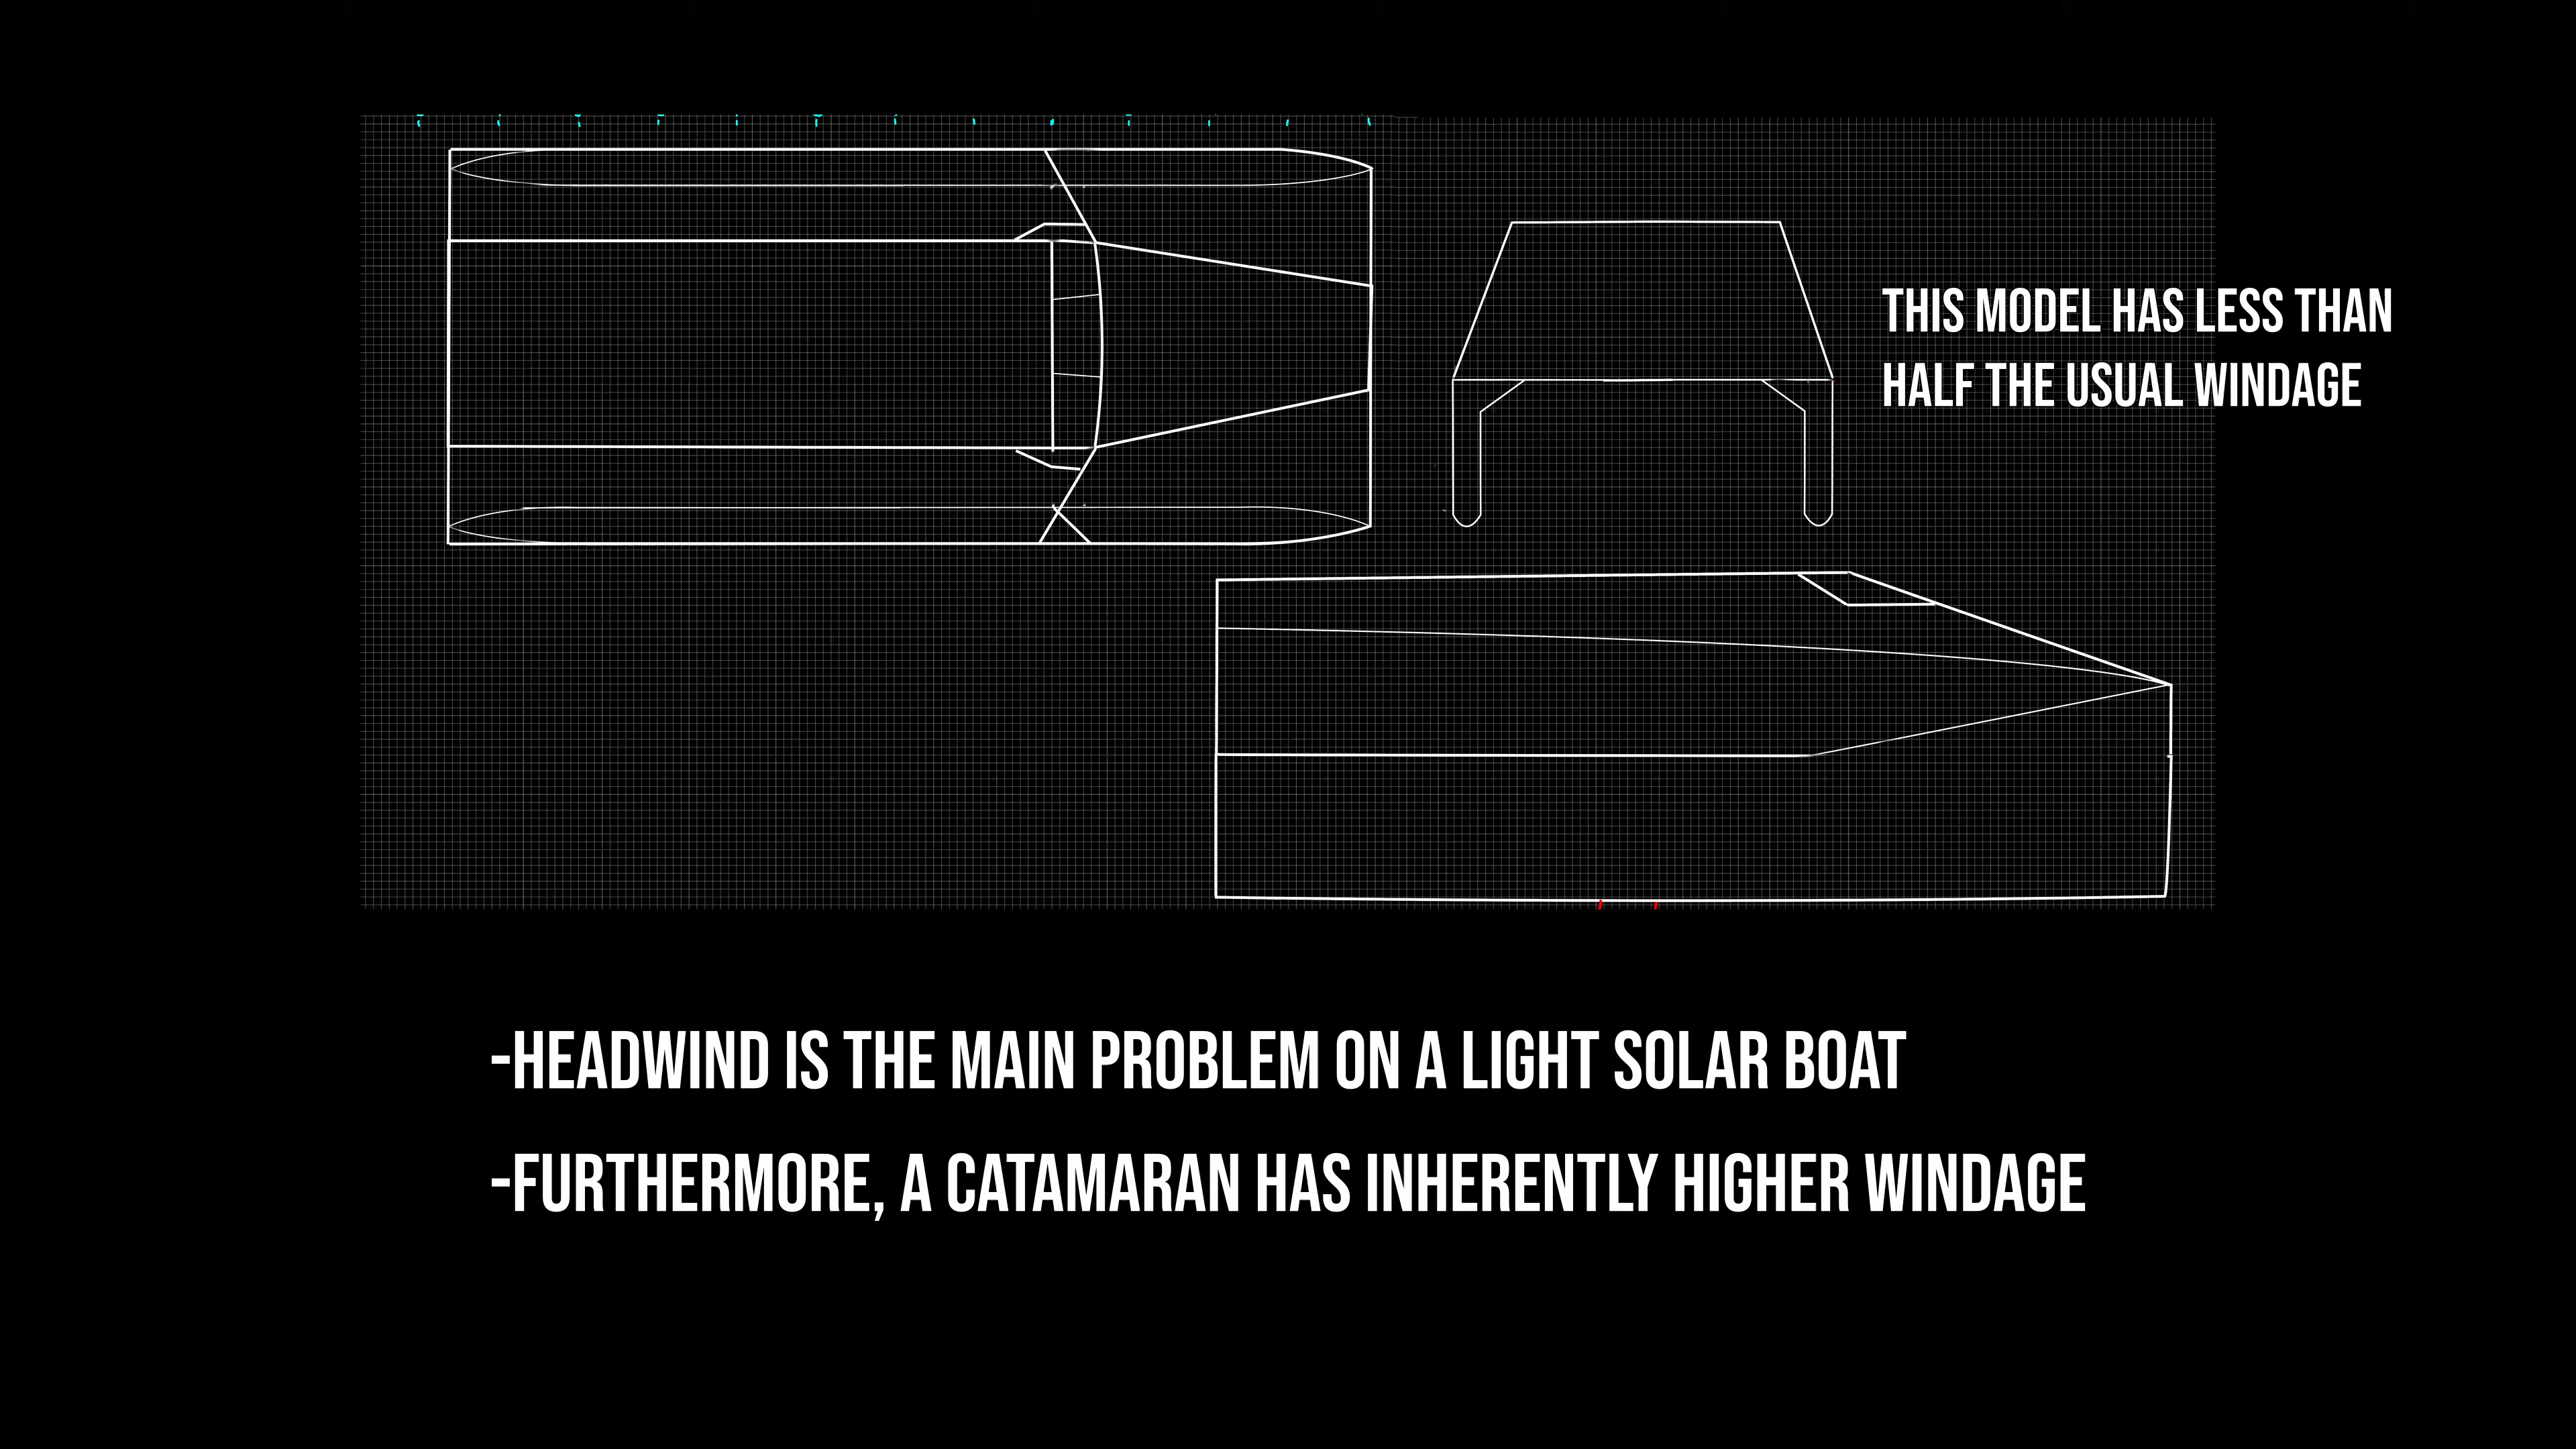 THIS MODEL HAS LESS THAN
HALF THE USUAL WINDAGE
-HEADWIND IS THE MAIN PROBLEM ON A LIGHT SOLAR BOAT
-FURTHERMORE, A CATAMARAN HAS INHERENTLY HIGHER WINDAGE